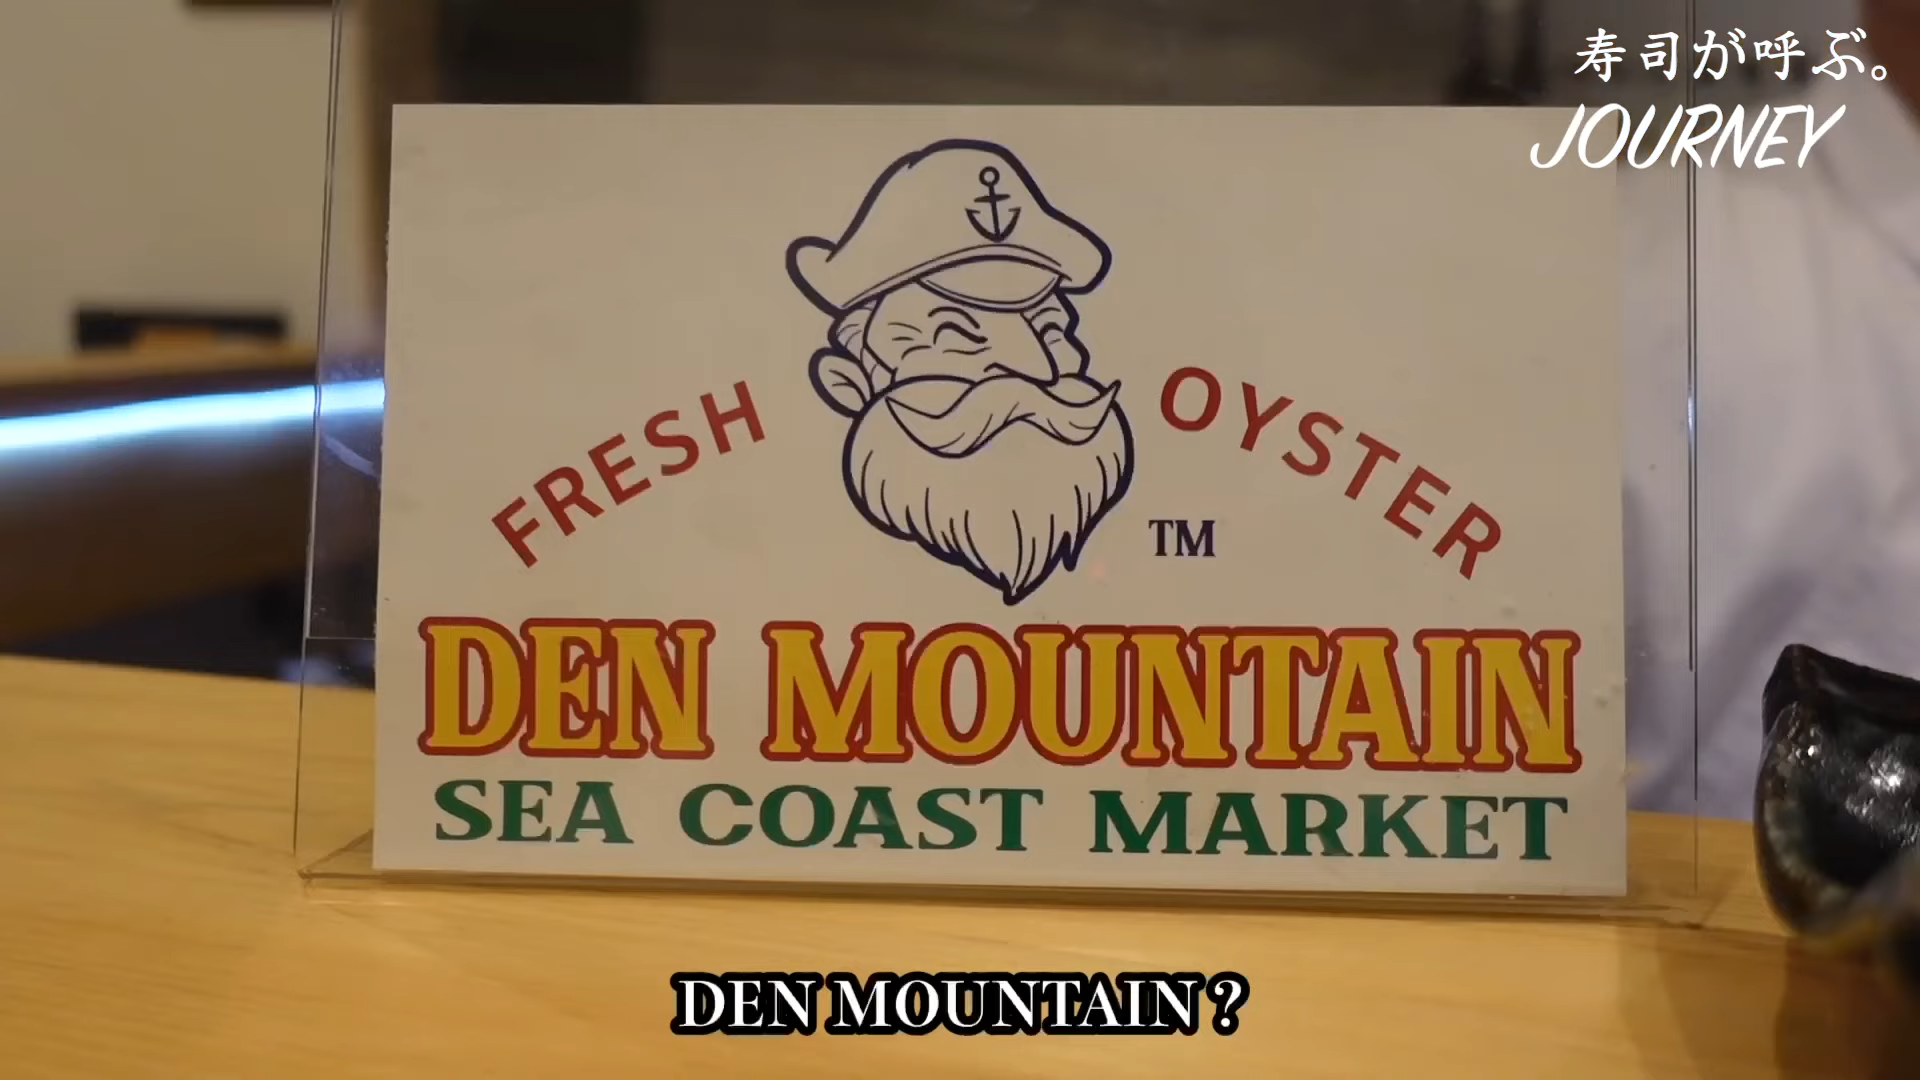 寿司が呼ぶ。
JOURNEY
FRESH OYSTER
TM
DEN MOUNTAIN
SEA COAST MARKET
DEN MOUNTAIN？